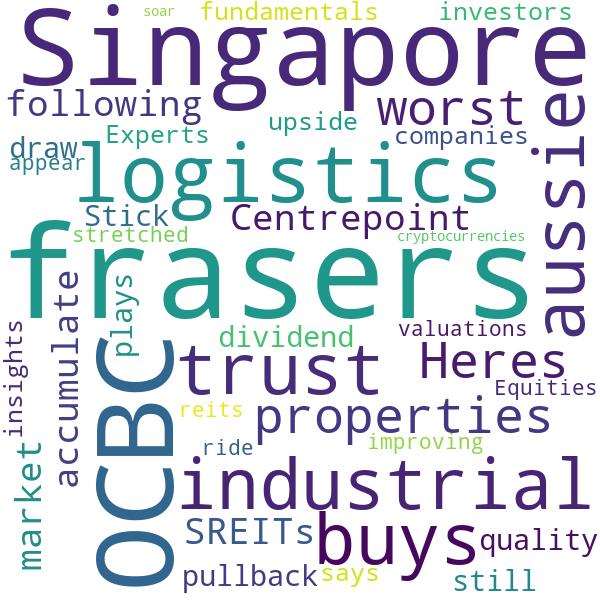 soar
fundamentals
investors
Singapore
following
worst
Experts
upside
companies
draw
appear
logistics
aussie
Stick
Centrepoint
stretched
cryptocurrencies
frasers
accumulate
plays
insights
dividend
valuations
OCBC
trust
Heres
Equities
reits
properties
ride
improving
market
industrial
SREITs
buys
quality
pullback
says
still